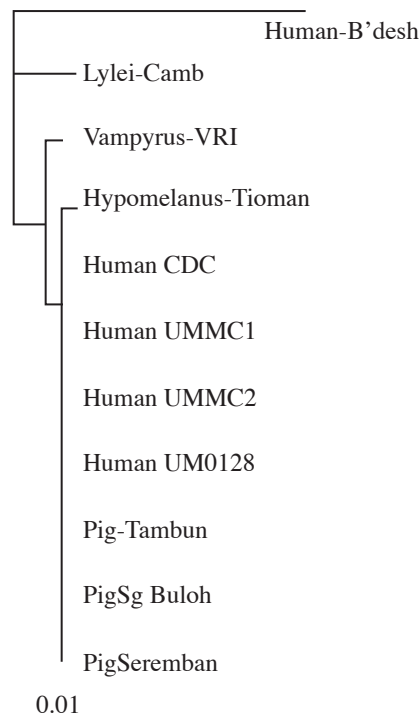 Human-B’desh
Lylei-Camb
Vampyrus-VRI
Hypomelanus-Tioman
Human CDC
Human UMMC1
Human UMMC2
Human UM0128
Pig-Tambun
PigSg Buloh
PigSeremban
0.01